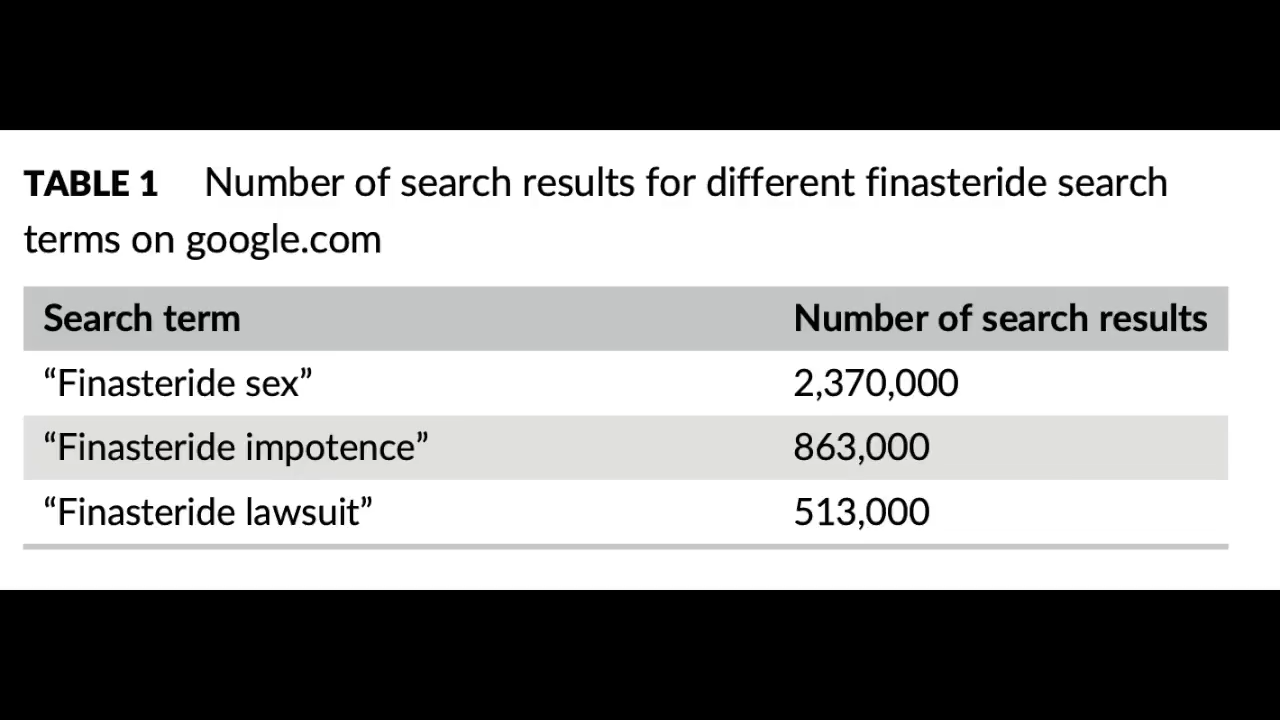 TABLE 1 Number of search results for different finasteride search
terms on google.com
Search term Number of search results
“Finasteride sex” 2,370,000
“Finasteride impotence” 863,000
“Finasteride lawsuit” 513,000